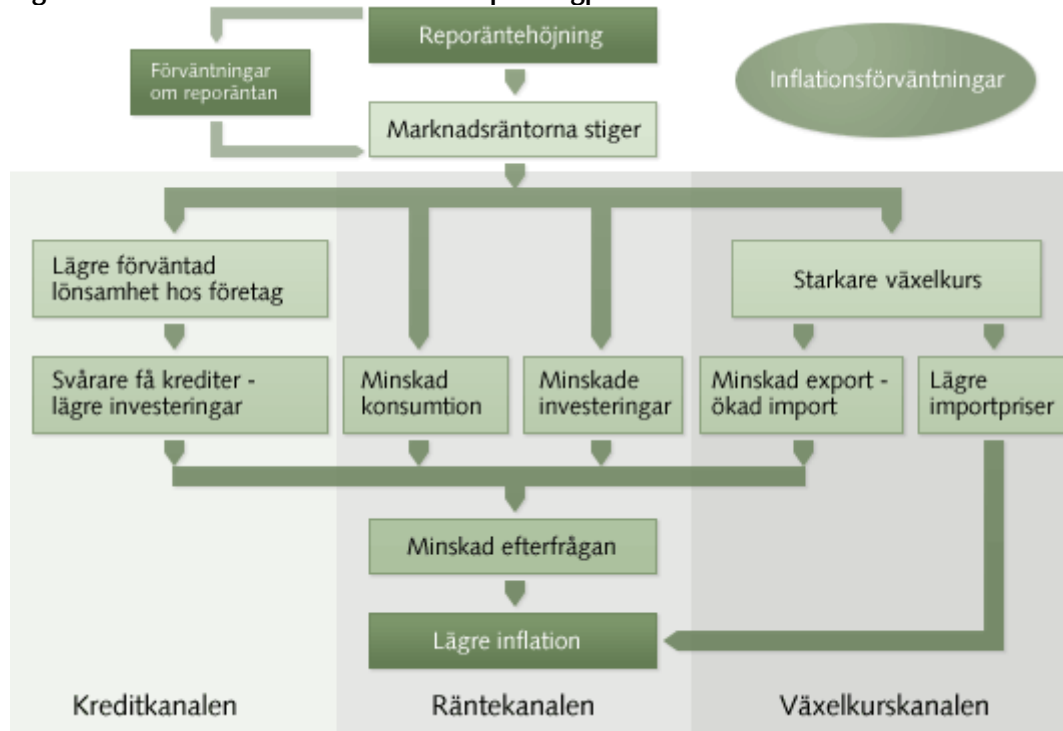 Reporäntehöjning
Förväntningar
om reporäntan
Inflationsförväntningar
Marknadsräntorna stiger
Lägre förväntad
lönsamhet hos företag
Starkare växelkurs
Svårare få krediter -
lägre investeringar
Minskad
konsumtion
Minskade
investeringar
Minskad export -
ökad import
Lägre
importpriser
Minskad efterfrågan
Lägre inflation
Kreditkanalen
Räntekanalen
Växelkurskanalen